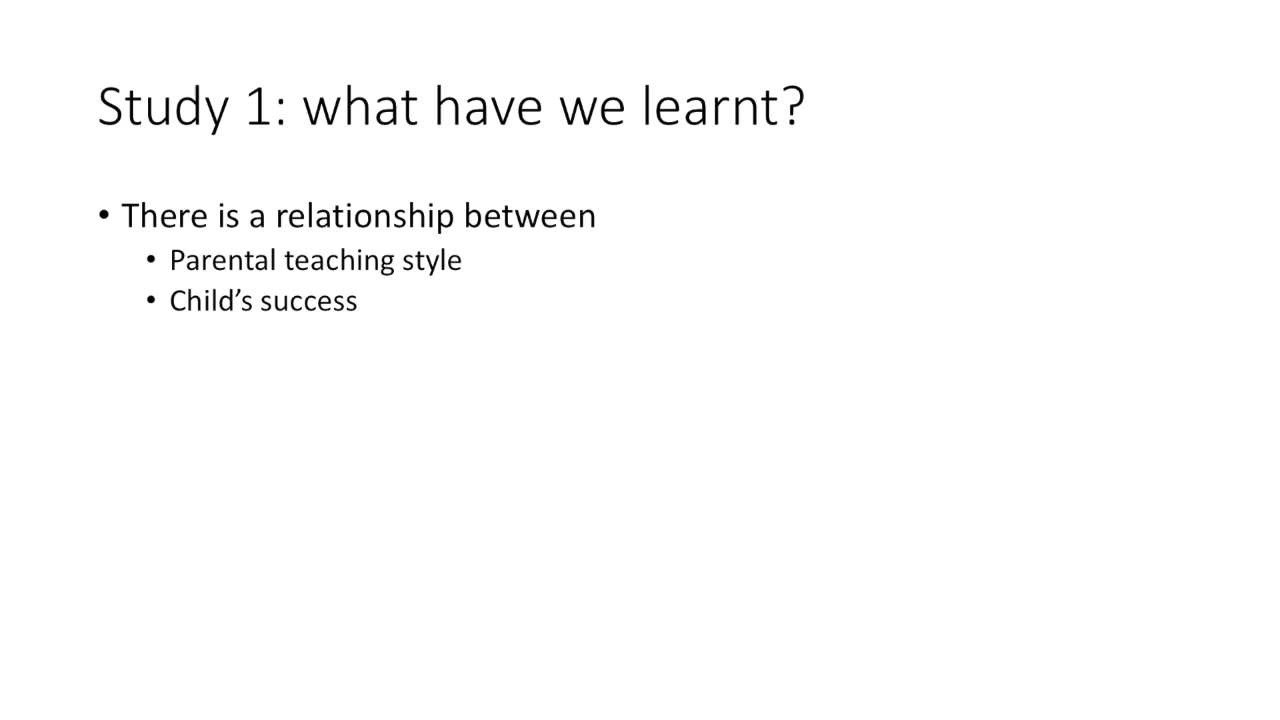 Study 1: what have we learnt?
• There is a relationship between
• Parental teaching style
• Child’s success